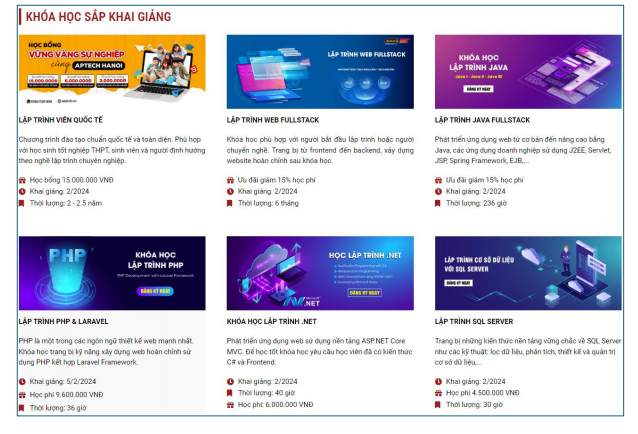 KHÓA HỌC SẮP KHAI GIẢNG
HỌC BỔNG
VỮNG VÀNG SỰ NGHIỆP
cùng APTECH HANOI
15.000.000Đ
6.000.000Đ
3.000.000Đ
aptech.vn
LẬP TRÌNH VIÊN QUỐC TẾ
Chương trình đào tạo chuẩn quốc tế và toàn diện. Phù hợp
với học sinh tốt nghiệp THPT, sinh viên và người định hướng
theo nghề lập trình chuyên nghiệp.
Học bổng 15.000.000 VNĐ
Khai giảng: 2/2024
Thời lượng: 2 - 2.5 năm
LẬP TRÌNH WEB FULLSTACK
LẬP TRÌNH WEB FULLSTACK
Khóa học phù hợp với người bắt đầu lập trình hoặc người
chuyển nghề. Trang bị từ frontend đến backend, xây dựng
website hoàn chỉnh sau khóa học.
Ưu đãi giảm 15% học phí
Khai giảng: 2/2024
Thời lượng: 6 tháng
KHÓA HỌC
LẬP TRÌNH JAVA
Java I - Java II - Java III
ĐĂNG KÝ NGAY
LẬP TRÌNH JAVA FULLSTACK
Phát triển ứng dụng web từ cơ bản đến nâng cao bằng
Java, các ứng dụng doanh nghiệp sử dụng J2EE, Servlet,
JSP, Spring Framework, EJB,...
Ưu đãi giảm 15% học phí
Khai giảng: 2/2024
Thời lượng: 236 giờ
PHP
KHÓA HỌC
LẬP TRÌNH PHP
PHP Development with Laravel Framework
ĐĂNG KÝ NGAY
LẬP TRÌNH PHP & LARAVEL
PHP là một trong các ngôn ngữ thiết kế web mạnh nhất.
Khóa học trang bị kỹ năng xây dựng web hoàn chỉnh sử
dụng PHP kết hợp Laravel Framework.
Khai giảng: 5/2/2024
Học phí 9.600.000 VNĐ
Thời lượng: 36 giờ
HỌC LẬP TRÌNH .NET
ĐĂNG KÝ NGAY
Microsoft
.NET
KHÓA HỌC LẬP TRÌNH .NET
Phát triển ứng dụng web sử dụng nền tảng ASP.NET Core
MVC. Để học tốt khóa học yêu cầu học viên đã có kiến thức
C# và Frontend.
Khai giảng: 2/2024
Thời lượng: 40 giờ
Học phí: 6.000.000 VNĐ
LẬP TRÌNH CƠ SỞ DỮ LIỆU
VỚI SQL SERVER
ĐĂNG KÝ NGAY
LẬP TRÌNH SQL SERVER
Trang bị những kiến thức nền tảng vững chắc về SQL Server
như các kỹ thuật: lọc dữ liệu, phân tích, thiết kế và quản trị
cơ sở dữ liệu,...
Khai giảng: 2/2024
Học phí 4.500.000 VNĐ
Thời lượng: 30 giờ